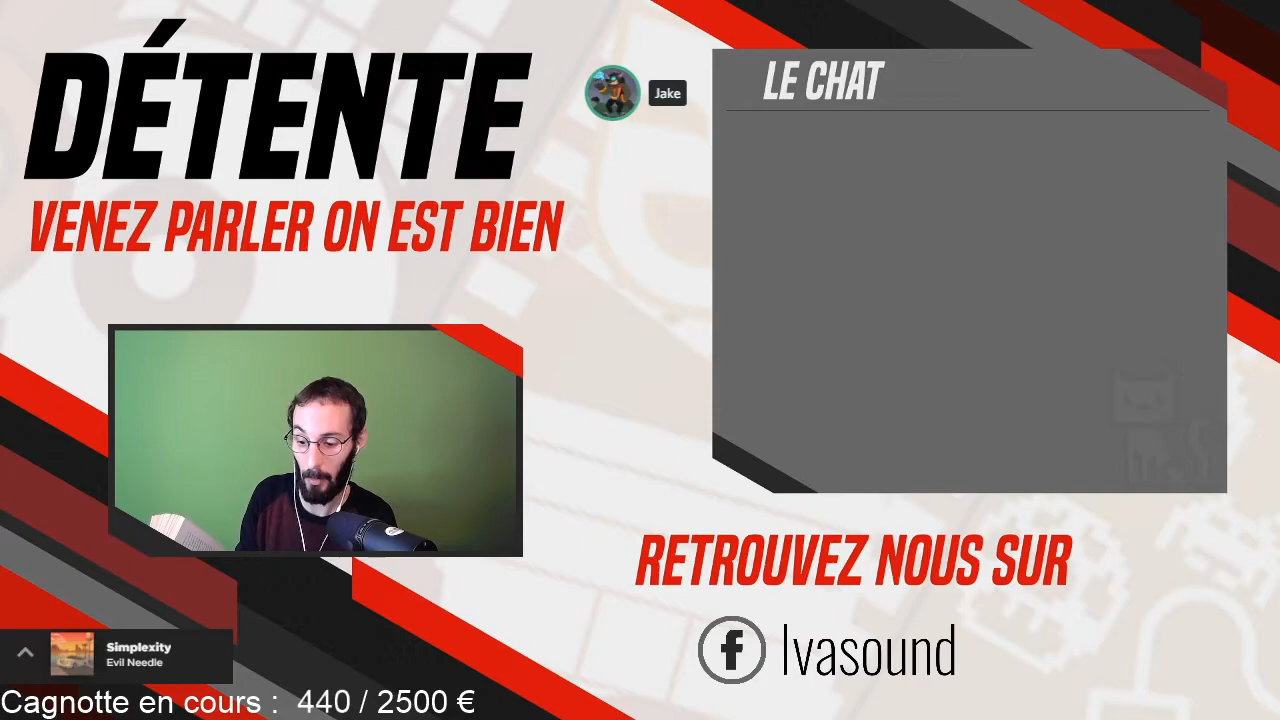 DÉTENTE
VENEZ PARLER ON EST BIEN
Jake
LE CHAT
RETROUVEZ NOUS SUR
f lvasound
Simplexity
Evil Needle
Cagnotte en cours : 440 / 2500 €